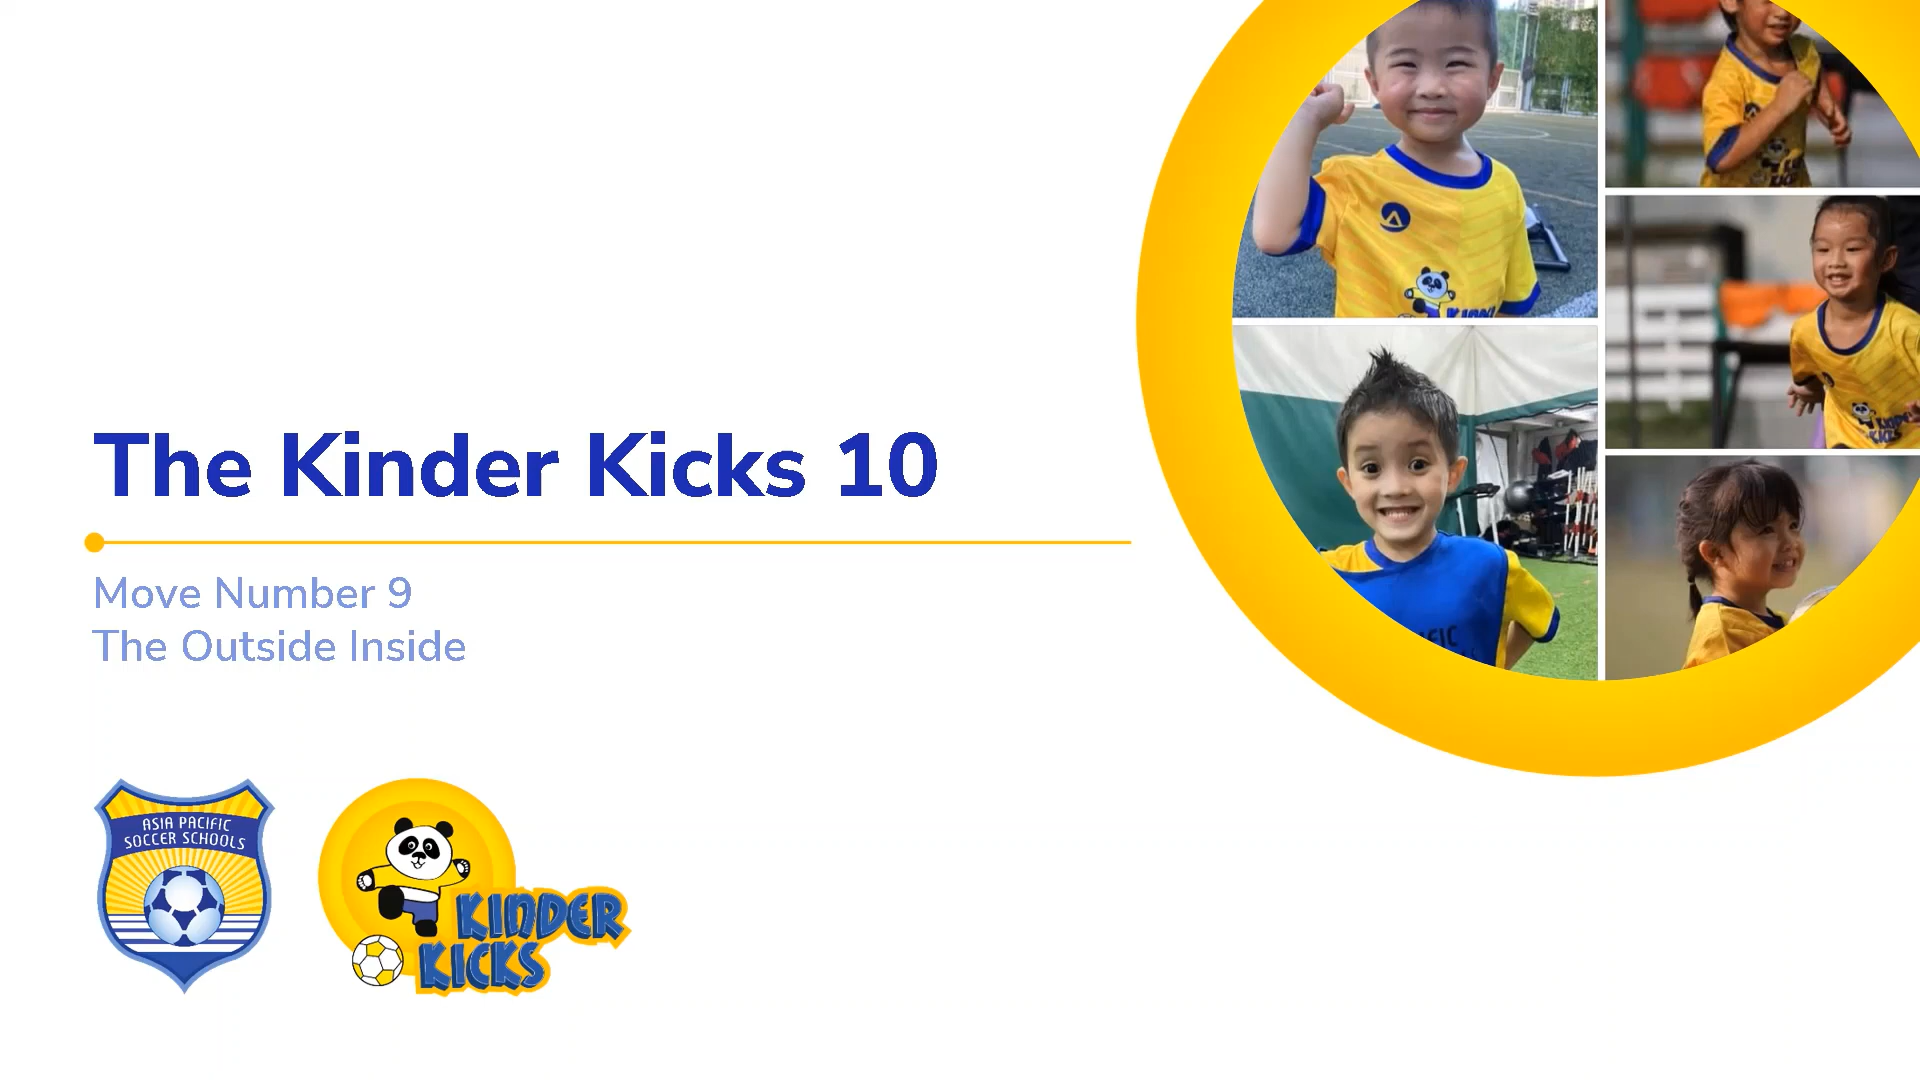 The Kinder Kicks 10
Move Number 9
The Outside Inside
ASIA PACIFIC
SOCCER SCHOOLS
KINDER
KICKS